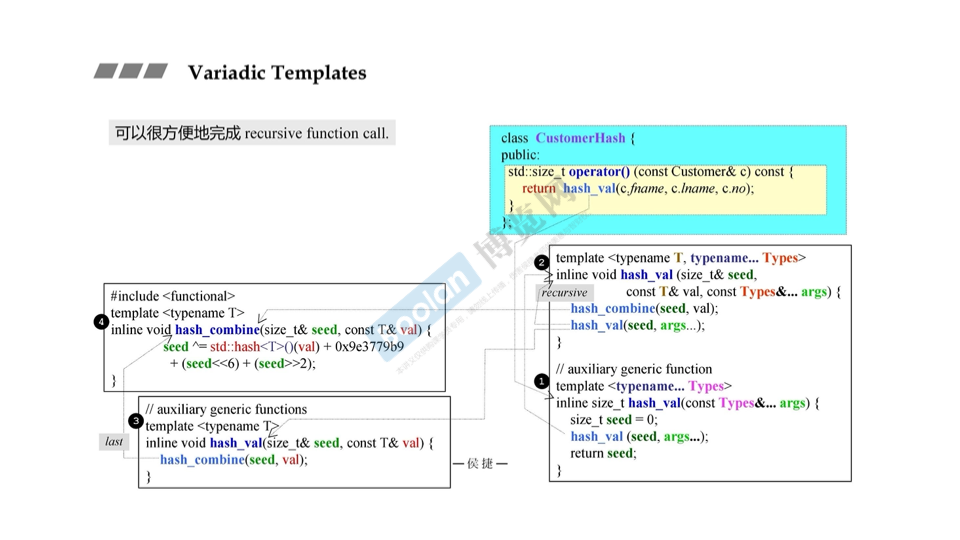 Variadic Templates
可以很方便地完成 recursive function call.
class CustomerHash {
public:
std::size_t operator() (const Customer& c) const {
return hash_val(c.fname, c.lname, c.no);
}
};
2
template <typename T, typename... Types>
inline void hash_val (size_t& seed,
const T& val, const Types&... args) {
hash_combine(seed, val);
hash_val(seed, args...);
}
recursive
1
// auxiliary generic function
template <typename... Types>
inline size_t hash_val(const Types&... args) {
size_t seed = 0;
hash_val (seed, args...);
return seed;
}
4
#include <functional>
template <typename T>
inline void hash_combine(size_t& seed, const T& val) {
seed ^= std::hash<T>()(val) + 0x9e3779b9
+ (seed<<6) + (seed>>2);
}
3
// auxiliary generic functions
template <typename T>
inline void hash_val(size_t& seed, const T& val) {
hash_combine(seed, val);
}
last
侯捷
boolan
博览网